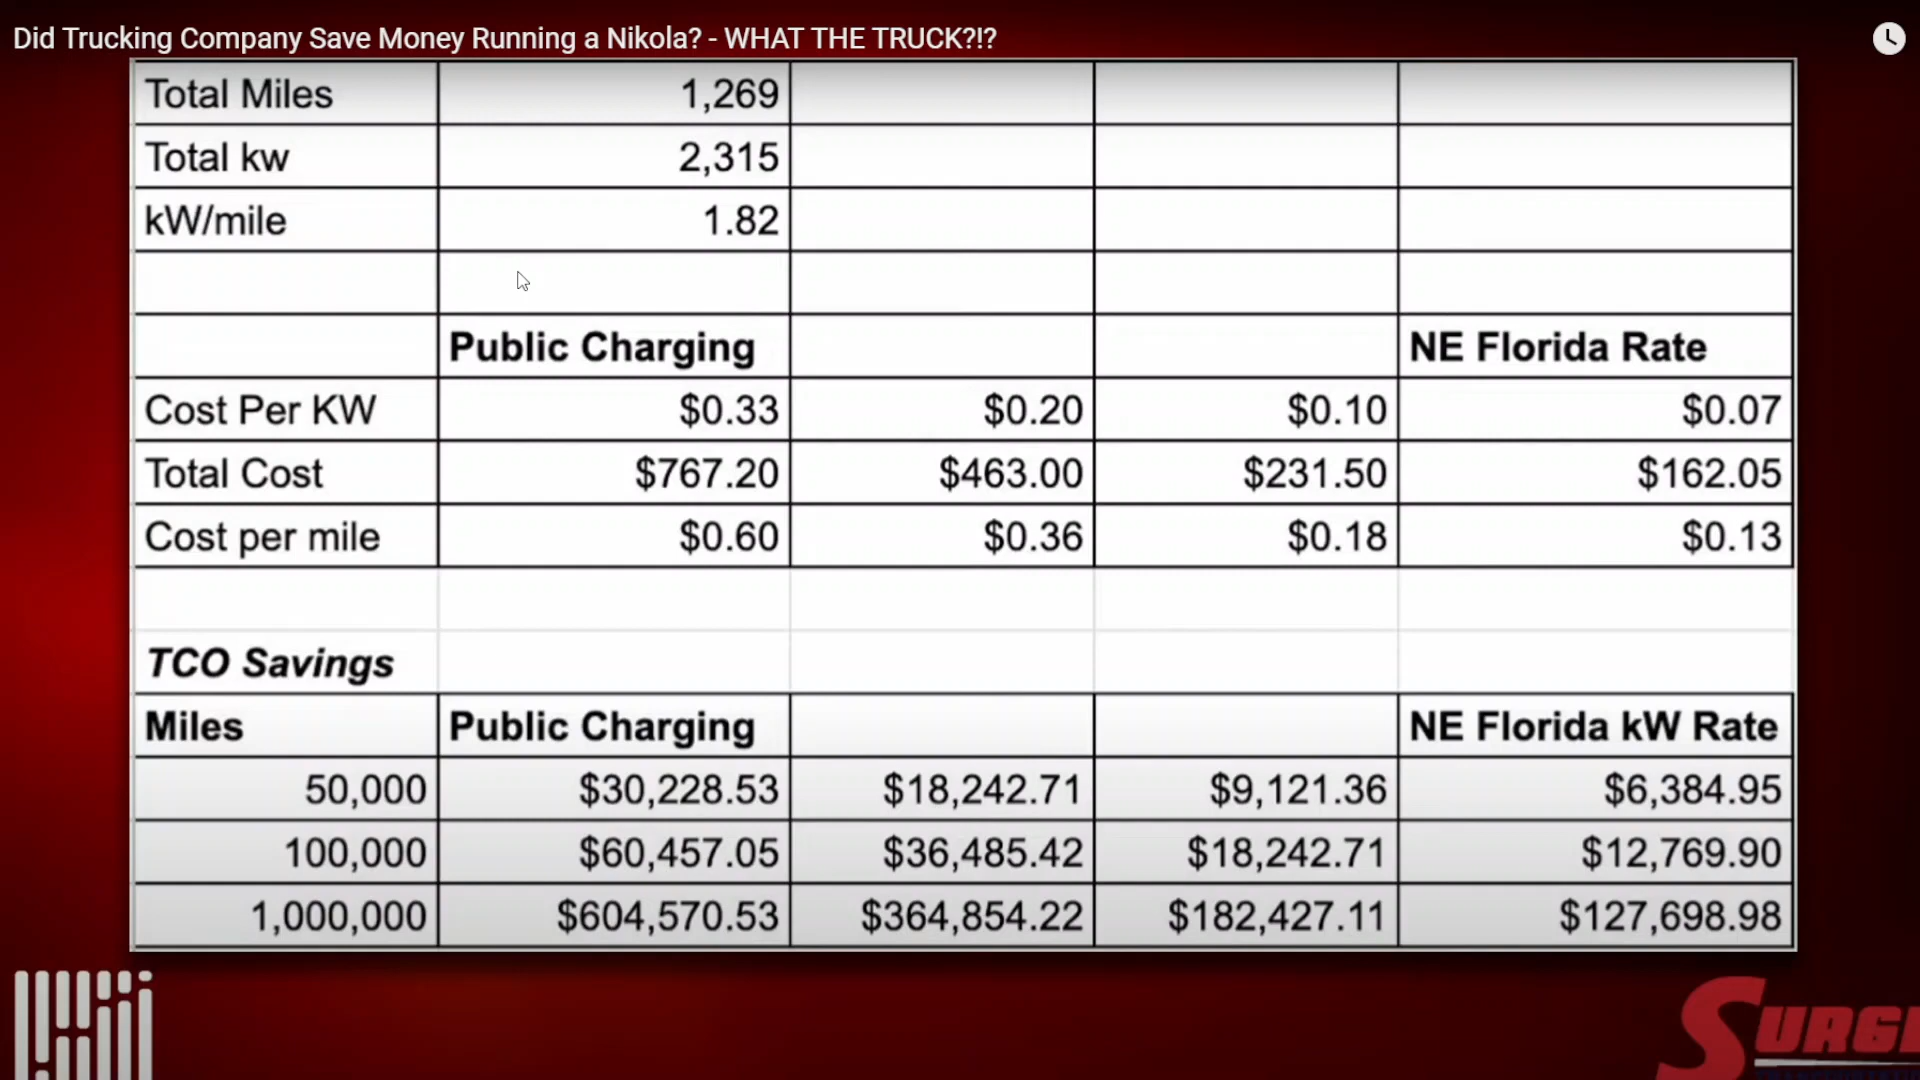 Did Trucking Company Save Money Running a Nikola? - WHAT THE TRUCK?!?
Total Miles 1,269
Total kw 2,315
kW/mile 1.82
Public Charging NE Florida Rate
Cost Per KW $0.33 $0.20 $0.10 $0.07
Total Cost $767.20 $463.00 $231.50 $162.05
Cost per mile $0.60 $0.36 $0.18 $0.13
TCO Savings
Miles Public Charging NE Florida kW Rate
50,000 $30,228.53 $18,242.71 $9,121.36 $6,384.95
100,000 $60,457.05 $36,485.42 $18,242.71 $12,769.90
1,000,000 $604,570.53 $364,854.22 $182,427.11 $127,698.98